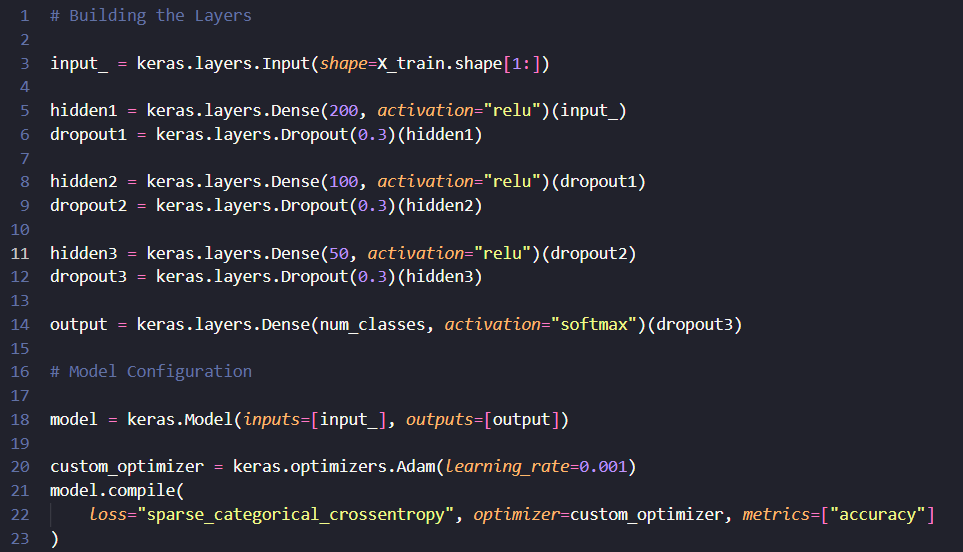 1 # Building the Layers
2
3 input_ = keras.layers.Input(shape=X_train.shape[1:])
4
5 hidden1 = keras.layers.Dense(200, activation="relu")(input_)
6 dropout1 = keras.layers.Dropout(0.3)(hidden1)
7
8 hidden2 = keras.layers.Dense(100, activation="relu")(dropout1)
9 dropout2 = keras.layers.Dropout(0.3)(hidden2)
10
11 hidden3 = keras.layers.Dense(50, activation="relu")(dropout2)
12 dropout3 = keras.layers.Dropout(0.3)(hidden3)
13
14 output = keras.layers.Dense(num_classes, activation="softmax")(dropout3)
15
16 # Model Configuration
17
18 model = keras.Model(inputs=[input_], outputs=[output])
19
20 custom_optimizer = keras.optimizers.Adam(learning_rate=0.001)
21 model.compile(
22     loss="sparse_categorical_crossentropy", optimizer=custom_optimizer, metrics=["accuracy"]
23 )